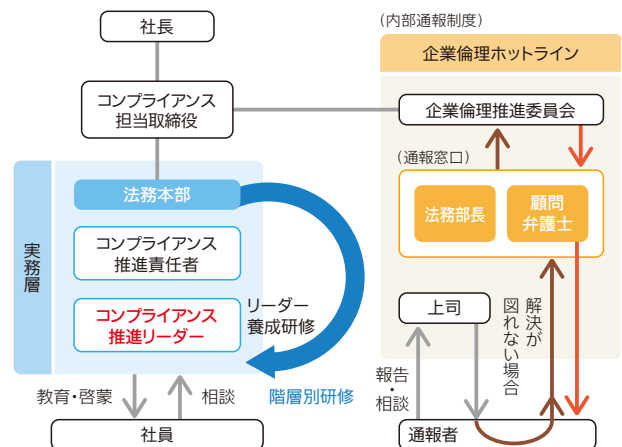 社長
コンプライアンス
担当取締役
実務層
法務本部
コンプライアンス
推進責任者
コンプライアンス
推進リーダー
リーダー
養成研修
階層別研修
教育・啓蒙
相談
社員
(内部通報制度)
企業倫理ホットライン
企業倫理推進委員会
(通報窓口)
法務部長
顧問
弁護士
上司
解決が
図れない場合
報告・
相談
通報者